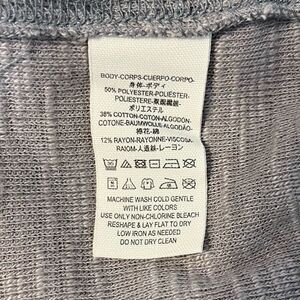 BODY-CORPS-CUERPO-CORPO-
身体-ボディ
50% POLYESTER-POLIÉSTER-
POLIESTERE-聚酯纖維-
ポリエステル
38% COTTON-COTON-ALGODÓN-
COTONE-BAUMWOLLE-ALGODÃO-
棉花-綿
12% RAYON-RAYONNE-VISCOSA-
RAIOM-人造絲-レーヨン
MACHINE WASH COLD GENTLE
WITH LIKE COLORS
USE ONLY NON-CHLORINE BLEACH
RESHAPE & LAY FLAT TO DRY
LOW IRON AS NEEDED
DO NOT DRY CLEAN